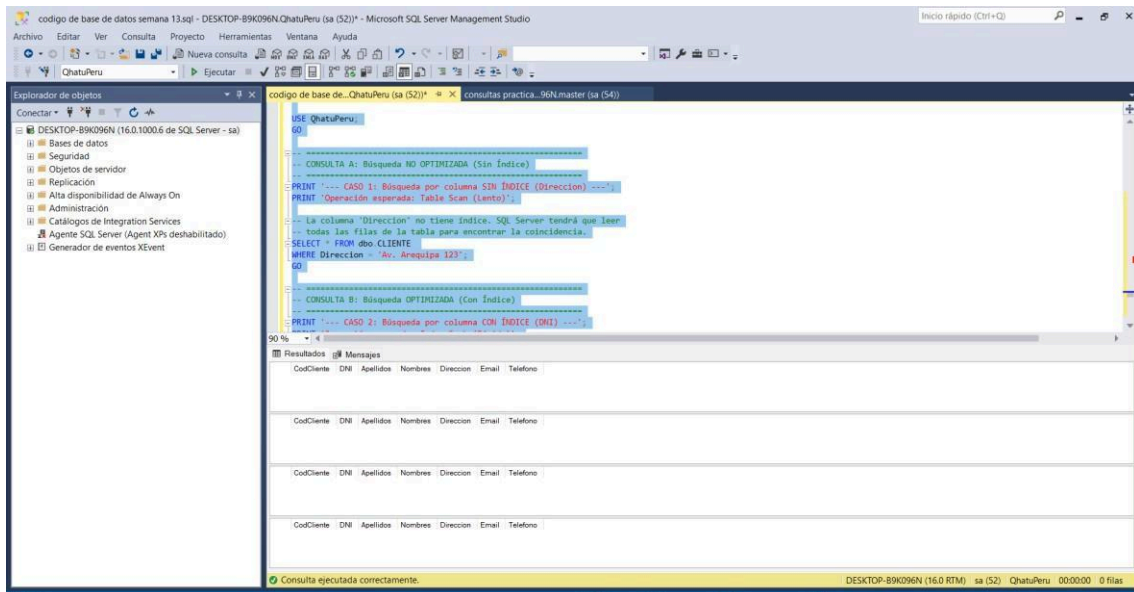 codigo de base de datos semana 13.sql - DESKTOP-B9K096N.QhatuPeru (sa (52))* - Microsoft SQL Server Management Studio
Inicio rápido (Ctrl+Q)
Archivo Editar Ver Consulta Proyecto Herramientas Ventana Ayuda
Nueva consulta
QhatuPeru
Ejecutar
Explorador de objetos
Conectar
DESKTOP-B9K096N (16.0.1000.6 de SQL Server - sa)
Bases de datos
Seguridad
Objetos de servidor
Replicación
Alta disponibilidad de Always On
Administración
Catálogos de Integration Services
Agente SQL Server (Agent XPs deshabilitado)
Generador de eventos XEvent
codigo de base de...QhatuPeru (sa (52))*
consultas practica...96N.master (sa (54))
USE QhatuPeru;
GO
-- ============================================================
-- CONSULTA A: Búsqueda NO OPTIMIZADA (Sin Índice)
-- ============================================================
PRINT '--- CASO 1: Búsqueda por columna SIN ÍNDICE (Direccion) ---';
PRINT 'Operación esperada: Table Scan (Lento)';
-- La columna 'Direccion' no tiene índice. SQL Server tendrá que leer
-- todas las filas de la tabla para encontrar la coincidencia.
SELECT * FROM dbo.CLIENTE
WHERE Direccion = 'Av. Arequipa 123';
GO
-- ============================================================
-- CONSULTA B: Búsqueda OPTIMIZADA (Con Índice)
-- ============================================================
PRINT '--- CASO 2: Búsqueda por columna CON ÍNDICE (DNI) ---';
90 %
Resultados Mensajes
CodCliente DNI Apellidos Nombres Direccion Email Telefono
CodCliente DNI Apellidos Nombres Direccion Email Telefono
CodCliente DNI Apellidos Nombres Direccion Email Telefono
CodCliente DNI Apellidos Nombres Direccion Email Telefono
Consulta ejecutada correctamente.
DESKTOP-B9K096N (16.0 RTM) sa (52) QhatuPeru 00:00:00 0 filas